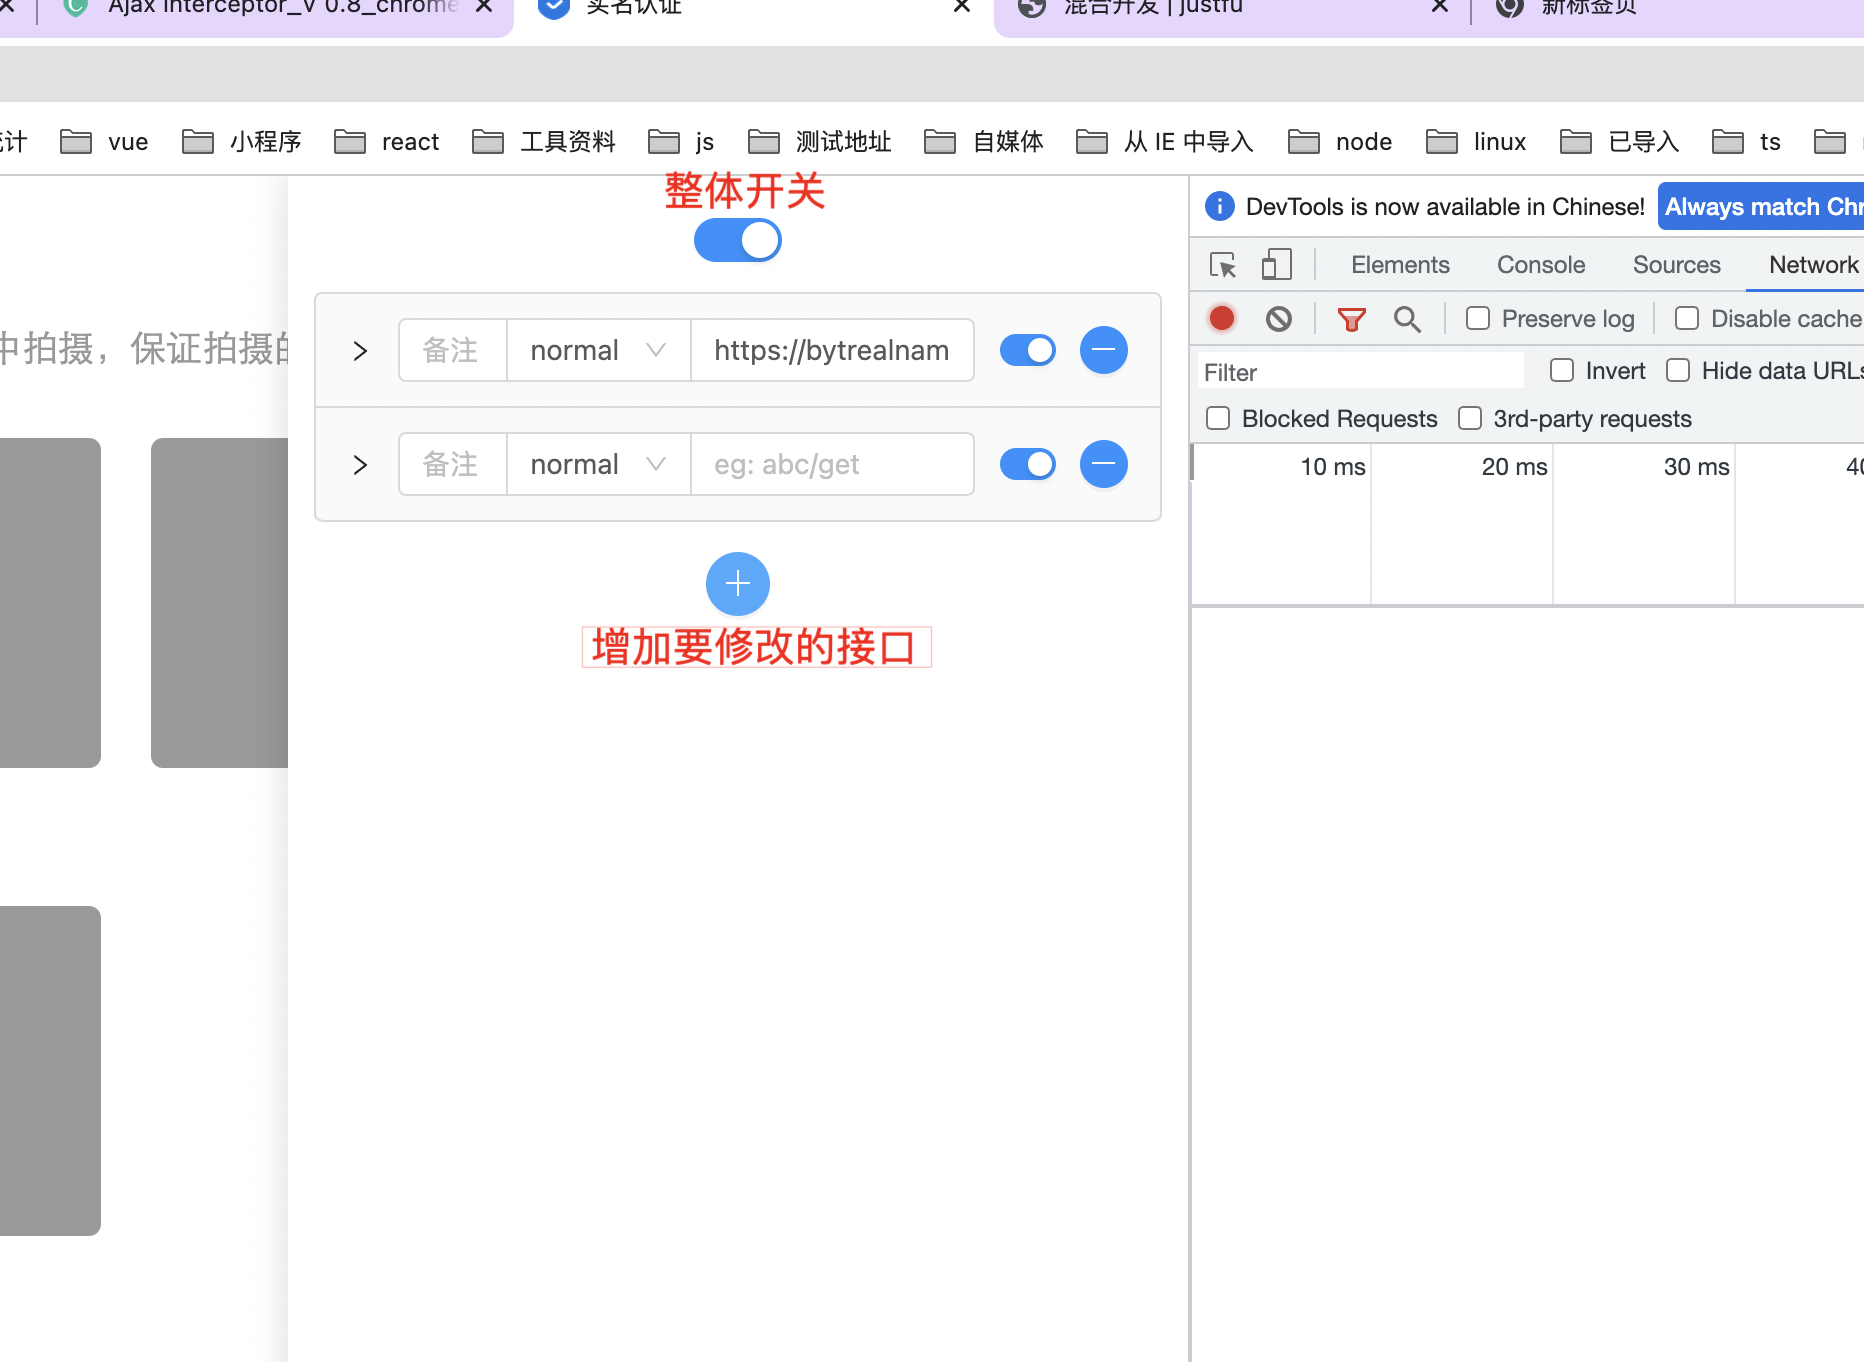 Ajax Interceptor_V 0.8_chrome
实名认证
混合开发 | justfu
新标签页
计
vue
小程序
react
工具资料
js
测试地址
自媒体
从 IE 中导入
node
linux
已导入
ts
整体开关
DevTools is now available in Chinese!
Always match Chr
Elements
Console
Sources
Network
Preserve log
Disable cache
中拍摄，保证拍摄的
备注
normal
https://bytrealnam
Filter
Invert
Hide data URLs
Blocked Requests
3rd-party requests
备注
normal
eg: abc/get
10 ms
20 ms
30 ms
40
增加要修改的接口